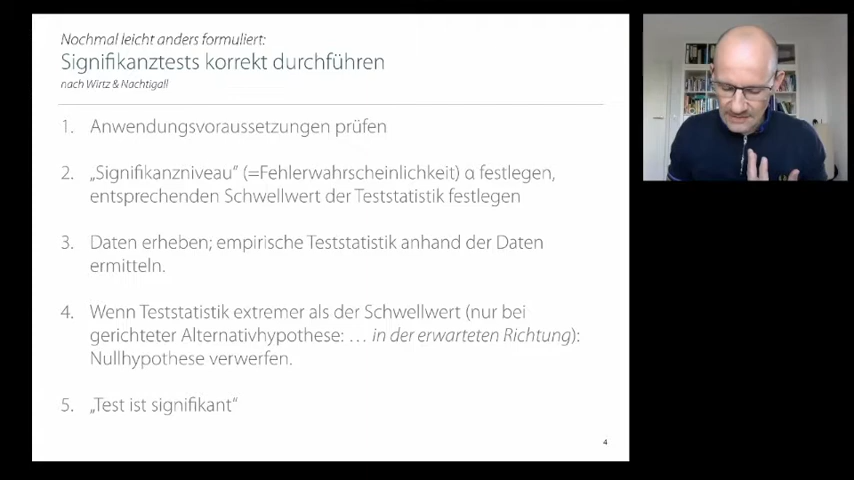 Nochmal leicht anders formuliert:
Signifikanztests korrekt durchführen
nach Wirtz & Nachtigall
1. Anwendungsvoraussetzungen prüfen
2. „Signifikanzniveau” (=Fehlerwahrscheinlichkeit) α festlegen,
entsprechenden Schwellwert der Teststatistik festlegen
3. Daten erheben; empirische Teststatistik anhand der Daten
ermitteln.
4. Wenn Teststatistik extremer als der Schwellwert (nur bei
gerichteter Alternativhypothese: … in der erwarteten Richtung):
Nullhypothese verwerfen.
5. „Test ist signifikant“
4